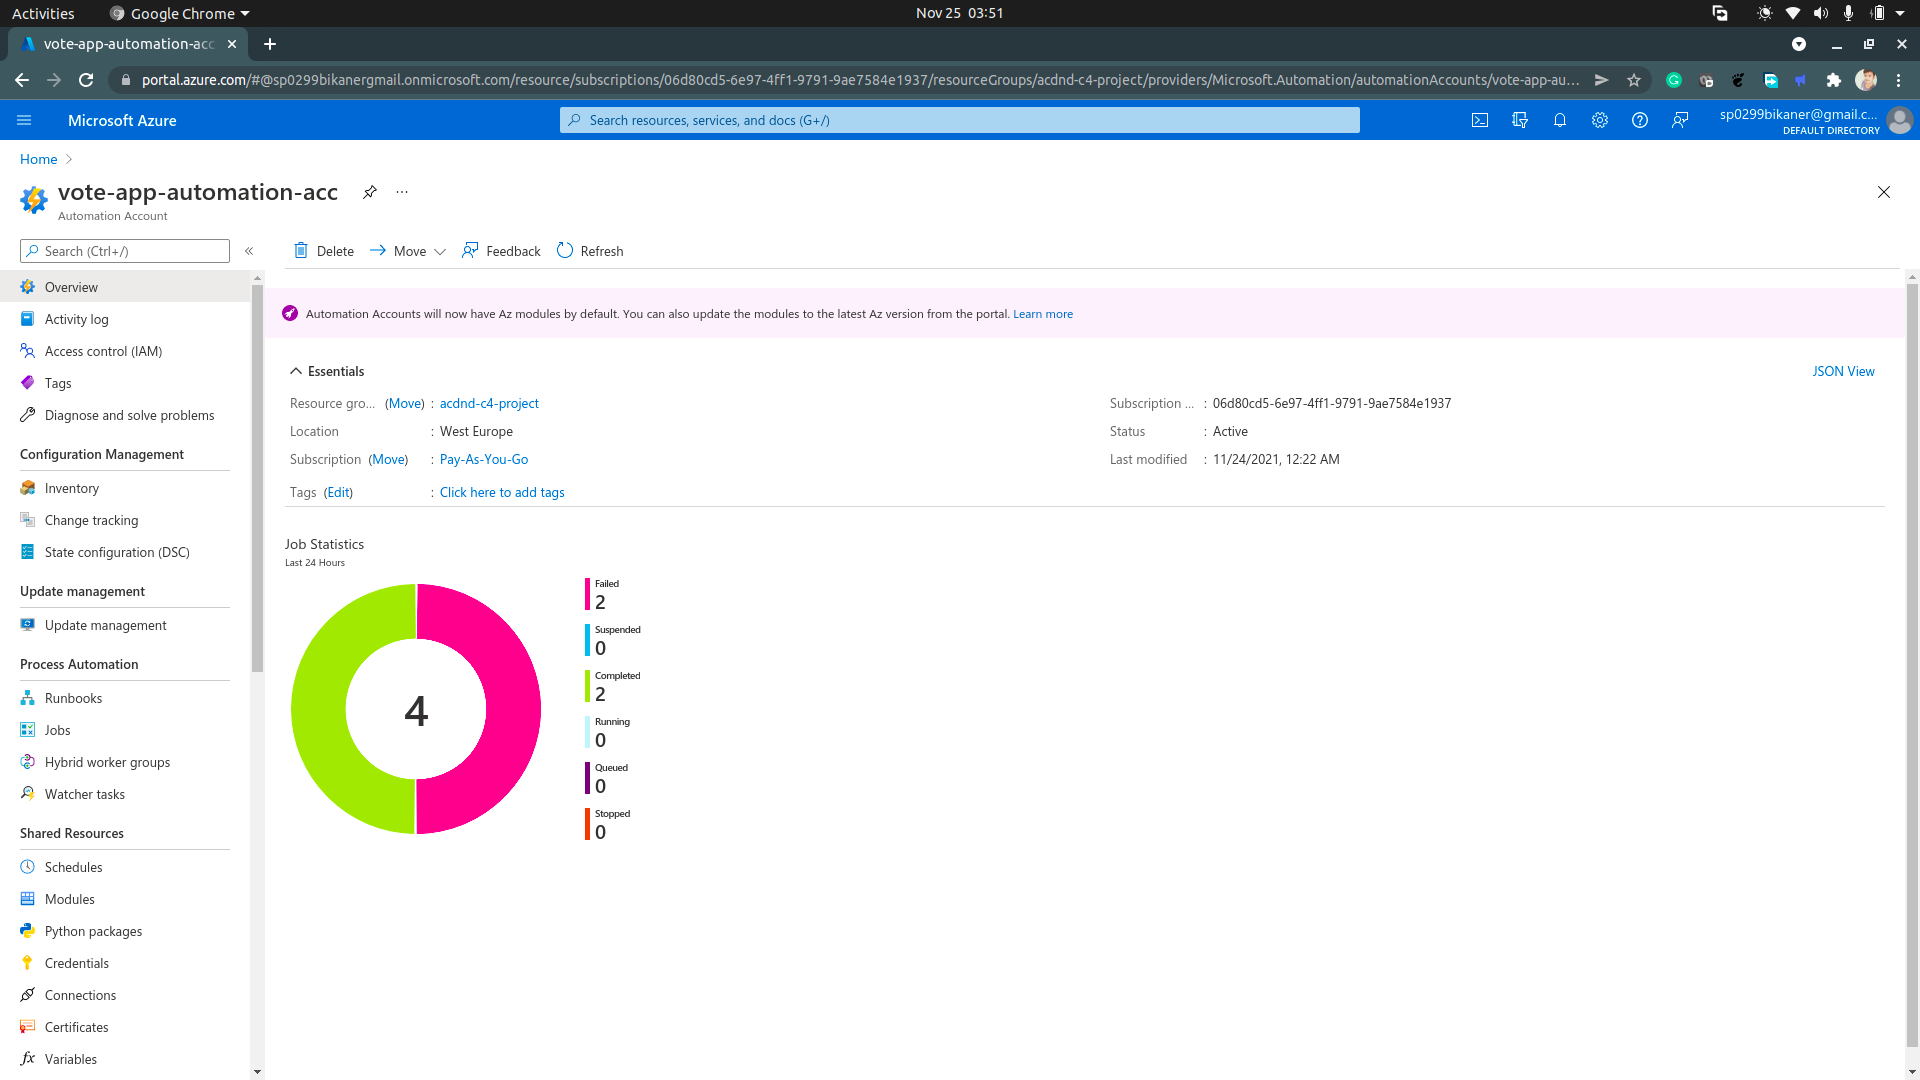 Activities
Google Chrome
Nov 25 03:51
vote-app-automation-acc
portal.azure.com/#@sp0299bikanergmail.onmicrosoft.com/resource/subscriptions/06d80cd5-6e97-4ff1-9791-9ae7584e1937/resourceGroups/acdnd-c4-project/providers/Microsoft.Automation/automationAccounts/vote-app-au...
Microsoft Azure
Search resources, services, and docs (G+/)
sp0299bikaner@gmail.c...
DEFAULT DIRECTORY
Home
vote-app-automation-acc
Automation Account
Search (Ctrl+/)
Delete
Move
Feedback
Refresh
Overview
Activity log
Access control (IAM)
Tags
Diagnose and solve problems
Configuration Management
Inventory
Change tracking
State configuration (DSC)
Update management
Update management
Process Automation
Runbooks
Jobs
Hybrid worker groups
Watcher tasks
Shared Resources
Schedules
Modules
Python packages
Credentials
Connections
Certificates
Variables
Automation Accounts will now have Az modules by default. You can also update the modules to the latest Az version from the portal. Learn more
Essentials
JSON View
Resource gro... (Move) : acdnd-c4-project
Location : West Europe
Subscription (Move) : Pay-As-You-Go
Tags (Edit) : Click here to add tags
Subscription ... : 06d80cd5-6e97-4ff1-9791-9ae7584e1937
Status : Active
Last modified : 11/24/2021, 12:22 AM
Job Statistics
Last 24 Hours
4
Failed
2
Suspended
0
Completed
2
Running
0
Queued
0
Stopped
0